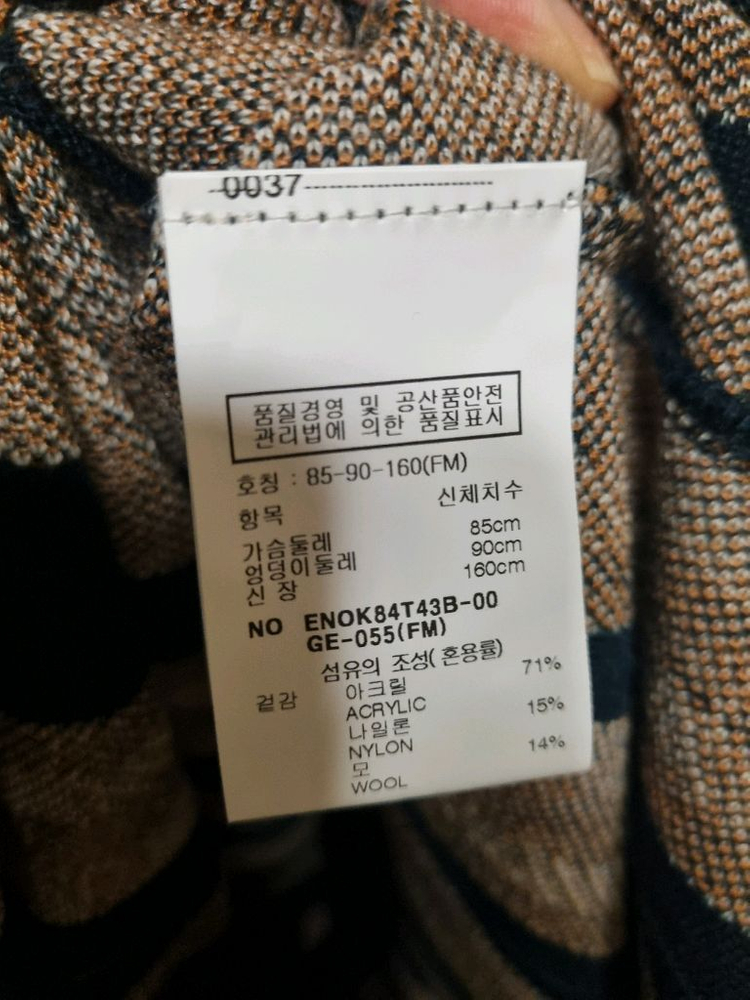 0037
품질경영 및 공산품안전
관리법에 의한 품질표시
호칭 : 85-90-160(FM)
항목 신체치수
가슴둘레 85cm
엉덩이둘레 90cm
신 장 160cm
NO ENOK84T43B-00
GE-055(FM)
섬유의 조성(혼용률)
겉감 아크릴 71%
ACRYLIC
나일론 15%
NYLON
모 14%
WOOL